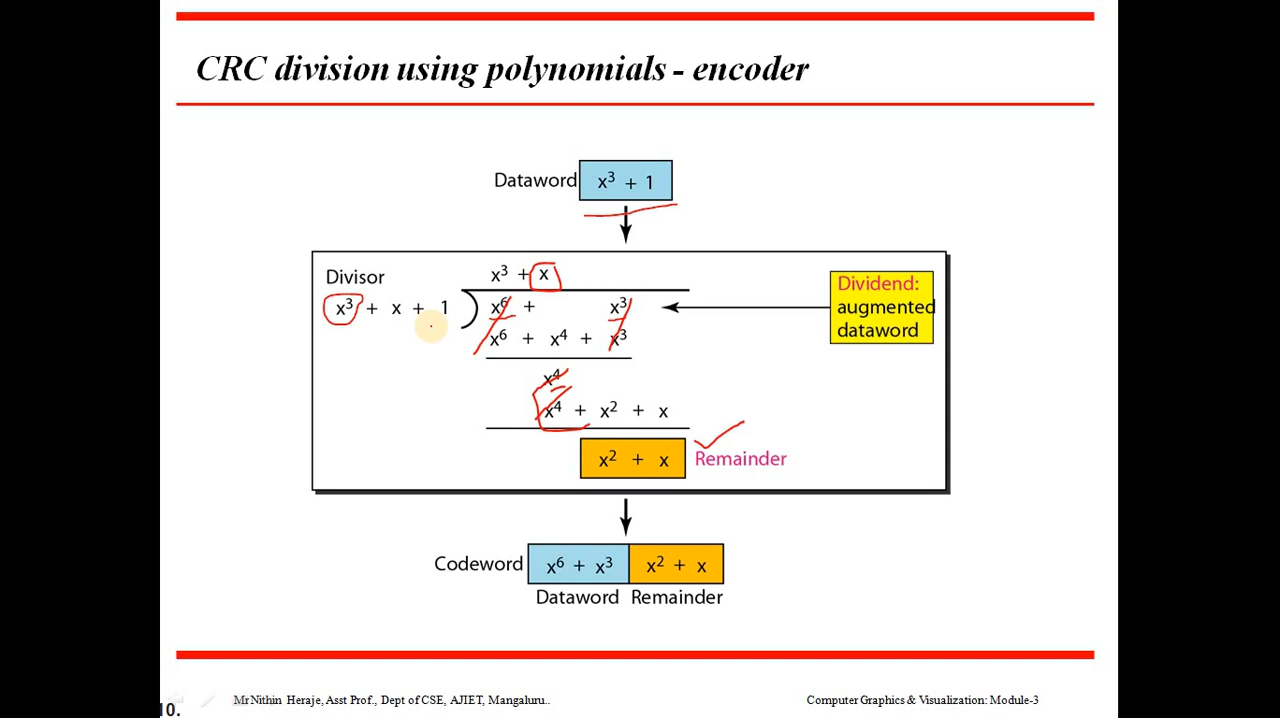 CRC division using polynomials - encoder
Dataword x³ + 1
Divisor
x³ + x
x³ + x + 1
x⁶ + x³
x⁶ + x⁴ + x³
x⁴
x⁴ + x² + x
x² + x Remainder
Dividend:
augmented
dataword
Codeword x⁶ + x³ x² + x
Dataword Remainder
10.
Mr Nithin Heraje, Asst Prof., Dept of CSE, AJIET, Mangaluru..
Computer Graphics & Visualization: Module-3